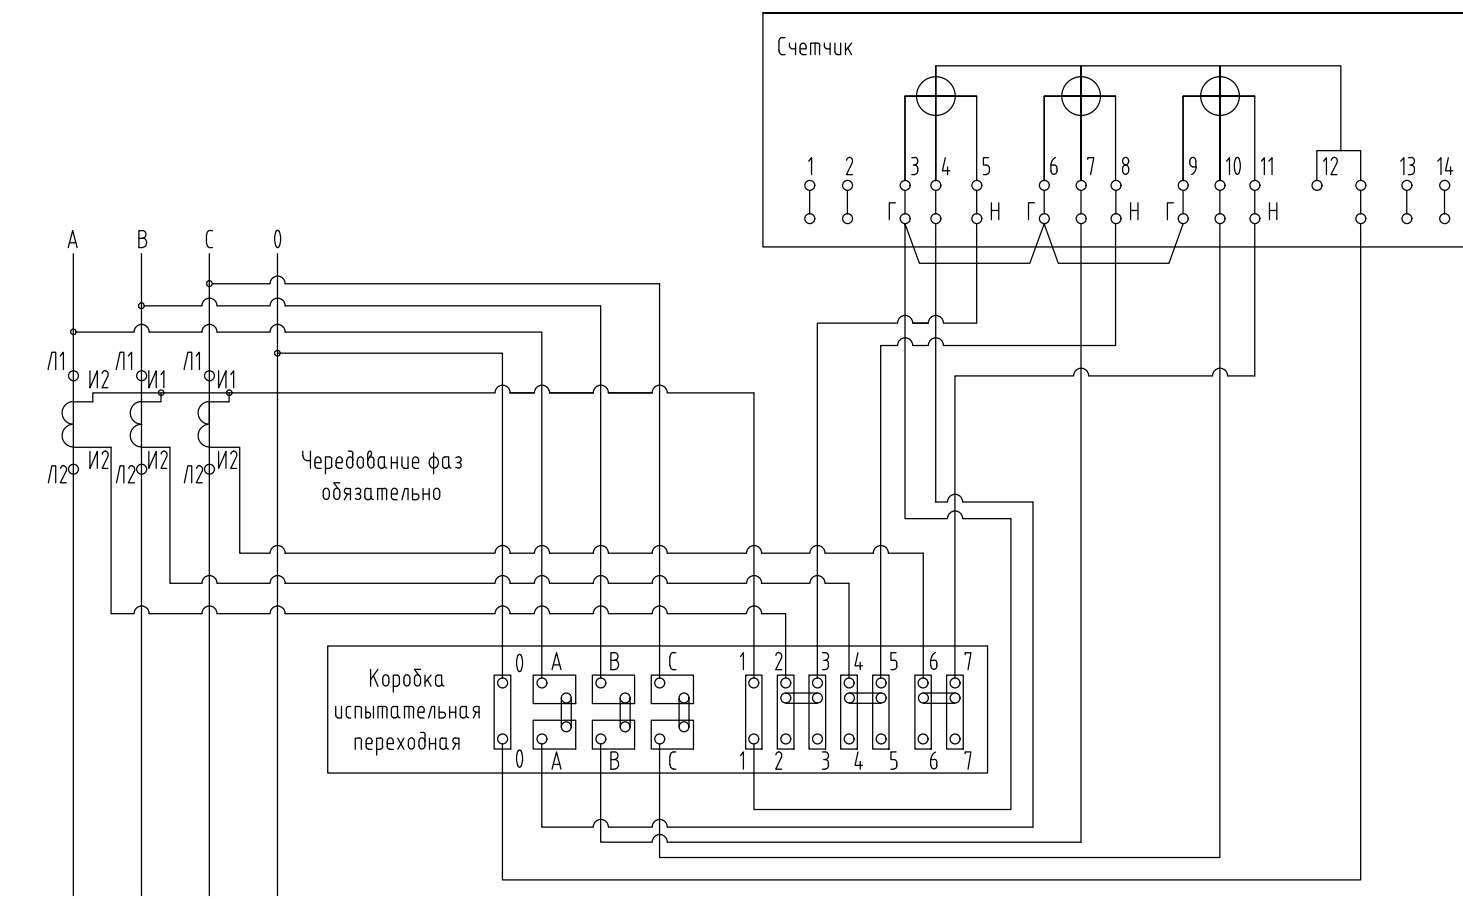 Счетчик
1 2 3 4 5 6 7 8 9 10 11 12 13 14
Г Н Г Н Г Н
А В С 0
Л1 Л1 Л1
И2 И1 И1
И2 И2 И2
Л2 Л2 Л2
Чередование фаз
обязательно
0 А В С 1 2 3 4 5 6 7
Коробка
испытательная
переходная
0 А В С 1 2 3 4 5 6 7